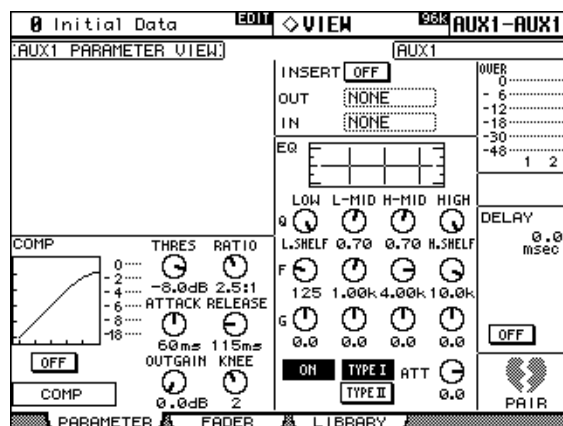 0 Initial Data EDIT ◇VIEW 96k AUX1-AUX1
AUX1 PARAMETER VIEW
AUX1
INSERT OFF
OUT NONE
IN NONE
OVER
0
- 6
-12
-18
-30
-48
1 2
EQ
LOW L-MID H-MID HIGH
Q
L.SHELF 0.70 0.70 H.SHELF
F
125 1.00k 4.00k 10.0k
G
0.0 0.0 0.0 0.0
ON TYPE I ATT
TYPE II 0.0
DELAY
0.0
msec
OFF
PAIR
COMP
0
- 2
- 4
- 6
- 8
-18
THRES RATIO
-8.0dB 2.5:1
ATTACK RELEASE
60ms 115ms
OUTGAIN KNEE
0.0dB 2
OFF
COMP
PARAMETER FADER LIBRARY